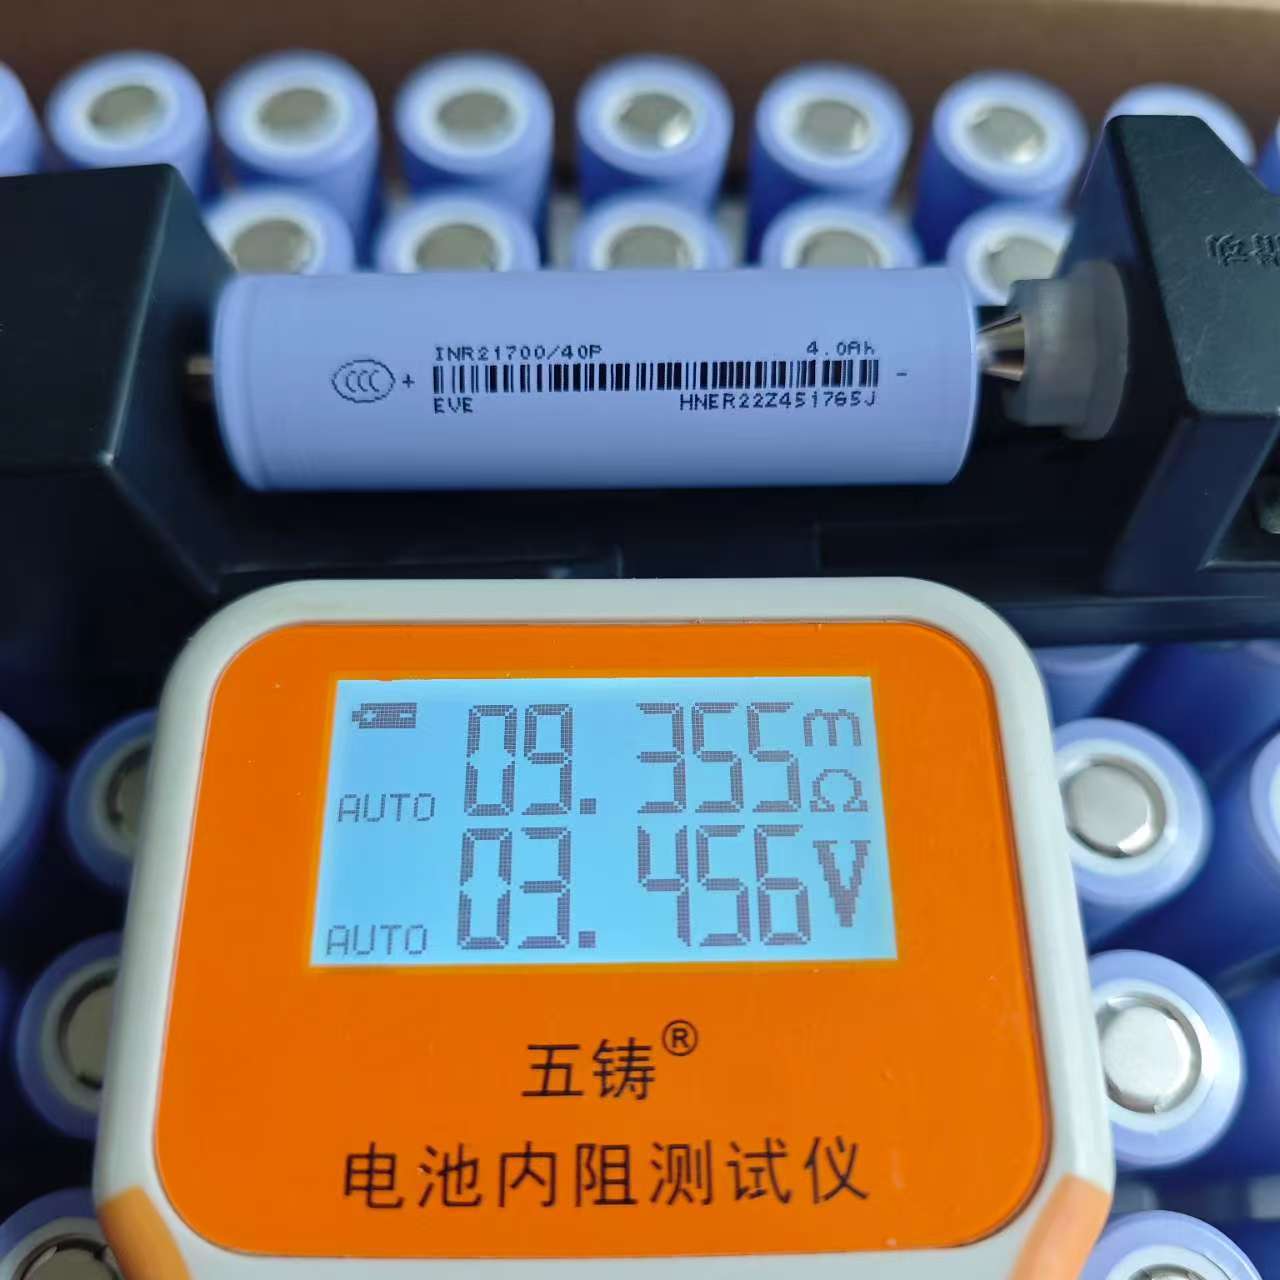 INR21700/40P 4.0Ah
CCC + -
EVE HNER22Z451765J
09.355mΩ
AUTO
03.456V
AUTO
五铸®
电池内阻测试仪